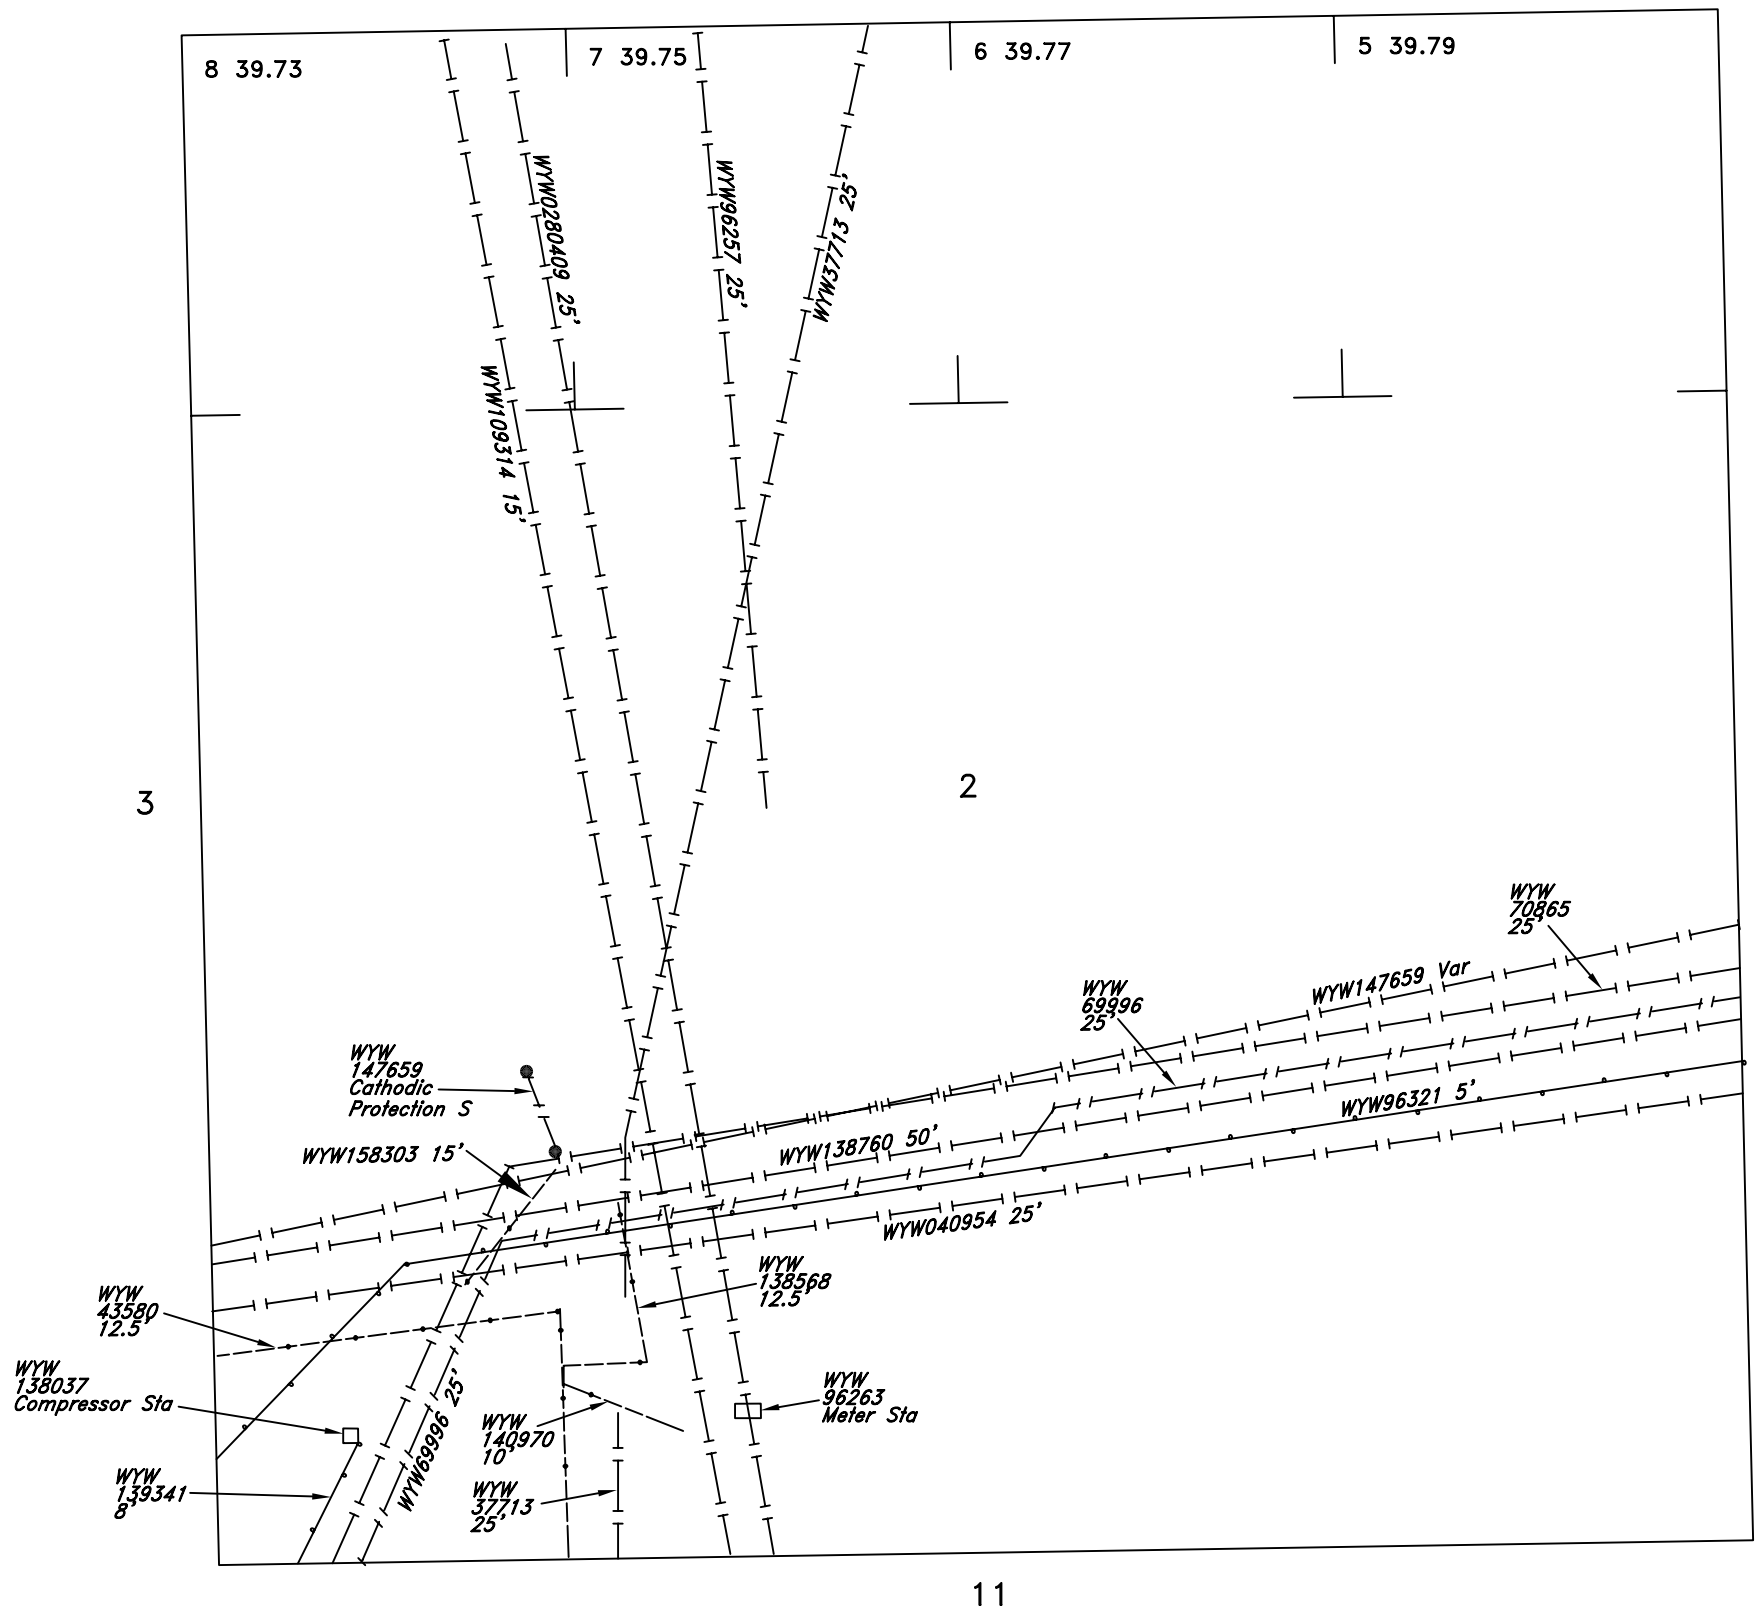 8 39.73
7 39.75
6 39.77
5 39.79
WYW0280409 25'
WYW96257 25'
WYW37713 25'
WYW109314 15'
3
2
WYW
70865
25'
WYW147659 Var
WYW
69996
25'
WYW
147659
Cathodic
Protection S
WYW96321 5'
WYW138760 50'
WYW158303 15'
WYW040954 25'
WYW
138568
12.5'
WYW
43580
12.5'
WYW
138037
Compressor Sta
WYW69996 25'
WYW
96263
Meter Sta
WYW
140970
10'
WYW
139341
8'
WYW
37713
25'
11